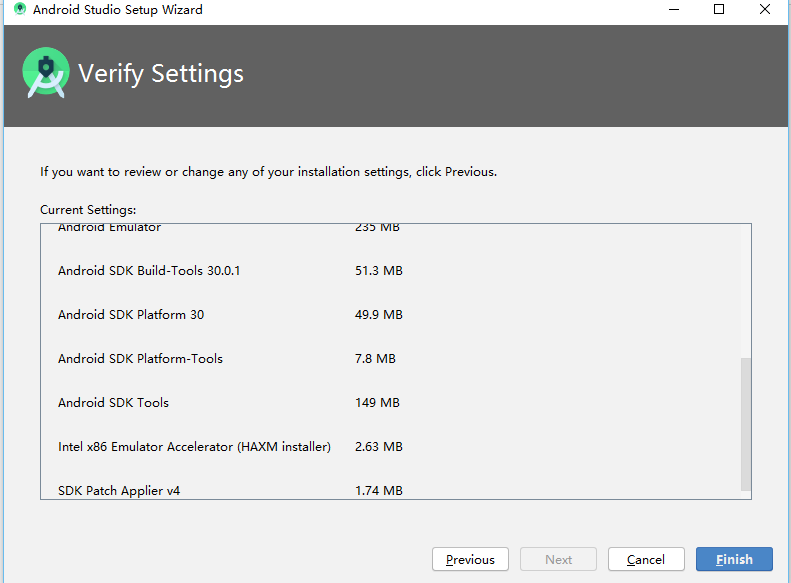 Android Studio Setup Wizard
Verify Settings
If you want to review or change any of your installation settings, click Previous.
Current Settings:
Android Emulator 235 MB
Android SDK Build-Tools 30.0.1 51.3 MB
Android SDK Platform 30 49.9 MB
Android SDK Platform-Tools 7.8 MB
Android SDK Tools 149 MB
Intel x86 Emulator Accelerator (HAXM installer) 2.63 MB
SDK Patch Applier v4 1.74 MB
Previous Next Cancel Finish